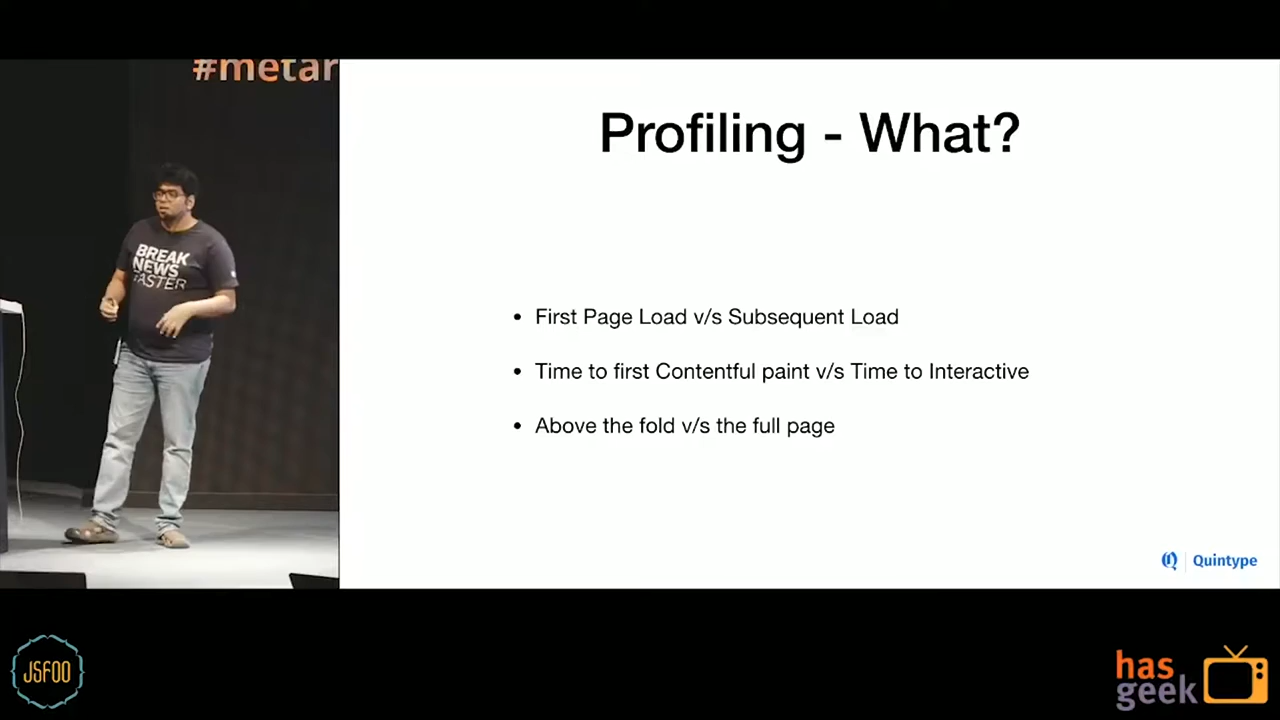 #metar
BREAK
NEWS
FASTER
Profiling - What?
• First Page Load v/s Subsequent Load
• Time to first Contentful paint v/s Time to Interactive
• Above the fold v/s the full page
Quintype
JSFOO
has
geek